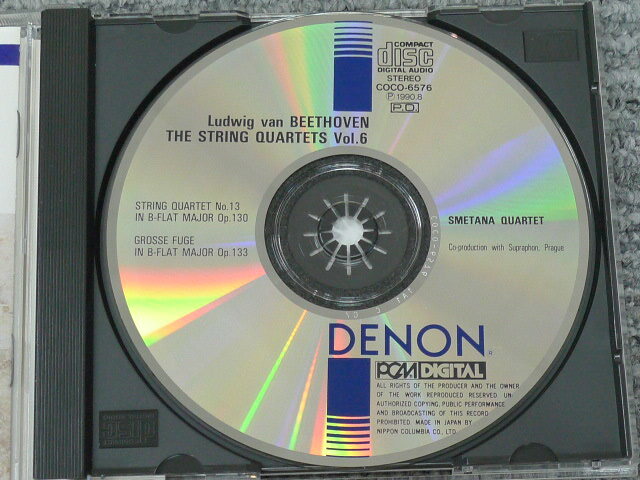 COMPACT
disc
DIGITAL AUDIO
STEREO
COCO-6576
Ⓟ 1990.8
P.D.
Ludwig van BEETHOVEN
THE STRING QUARTETS Vol.6
STRING QUARTET No.13
IN B-FLAT MAJOR Op.130
GROSSE FUGE
IN B-FLAT MAJOR Op.133
SMETANA QUARTET
Co-production with Supraphon, Prague
DENON
PCM DIGITAL
ALL RIGHTS OF THE PRODUCER AND THE OWNER
OF THE WORK REPRODUCED RESERVED UN-
AUTHORIZED COPYING, PUBLIC PERFORMANCE
AND BROADCASTING OF THIS RECORD
PROHIBITED MADE IN JAPAN BY
NIPPON COLUMBIA CO., LTD.